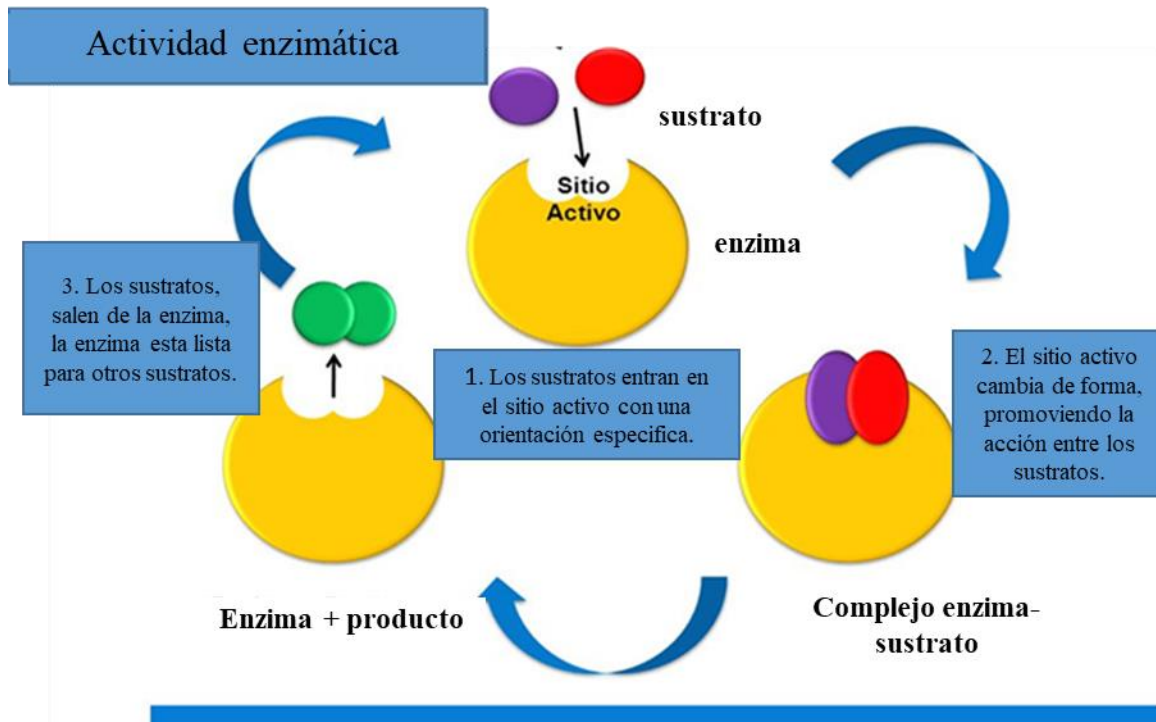 Actividad enzimática
sustrato
Sitio
Activo
enzima
1. Los sustratos entran en
el sitio activo con una
orientación especifica.
2. El sitio activo
cambia de forma,
promoviendo la
acción entre los
sustratos.
Complejo enzima-
sustrato
3. Los sustratos,
salen de la enzima,
la enzima esta lista
para otros sustratos.
Enzima + producto